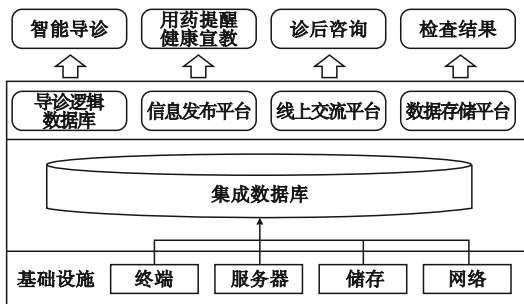 智能导诊
用药提醒
健康宣教
诊后咨询
检查结果
导诊逻辑
数据库
信息发布平台
线上交流平台
数据存储平台
集成数据库
基础设施
终端
服务器
储存
网络